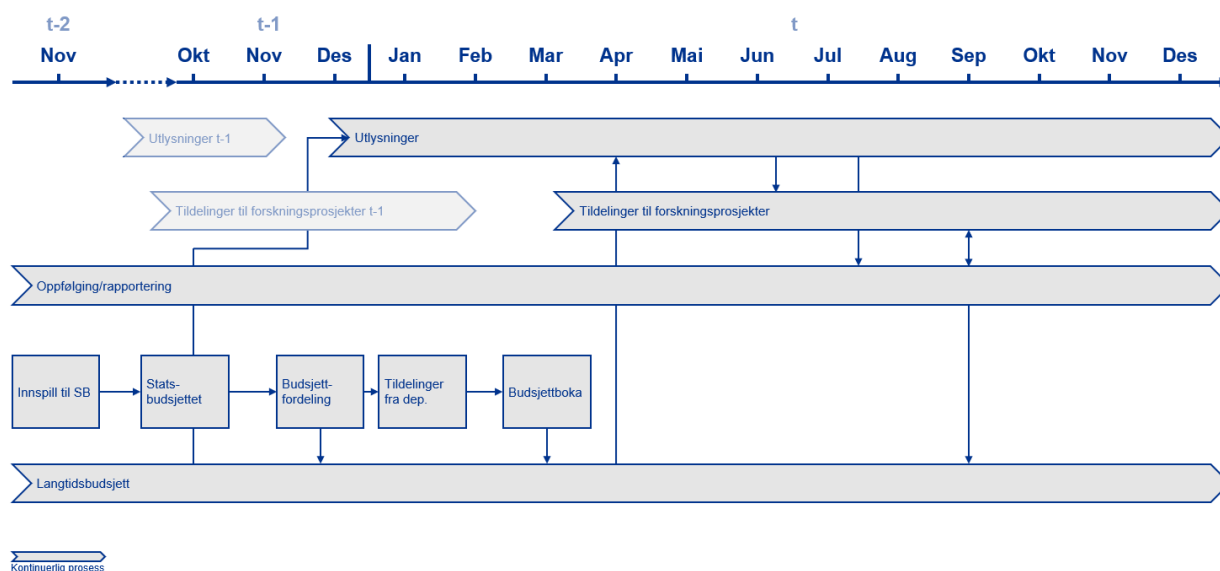 t-2 t-1 t
Nov Okt Nov Des Jan Feb Mar Apr Mai Jun Jul Aug Sep Okt Nov Des
Utlysninger t-1 Utlysninger
Tildelinger til forskningsprosjekter t-1 Tildelinger til forskningsprosjekter
Oppfølging/rapportering
Innspill til SB
Stats-
budsjettet
Budsjett-
fordeling
Tildelinger
fra dep.
Budsjettboka
Langtidsbudsjett
Kontinuerlig prosess